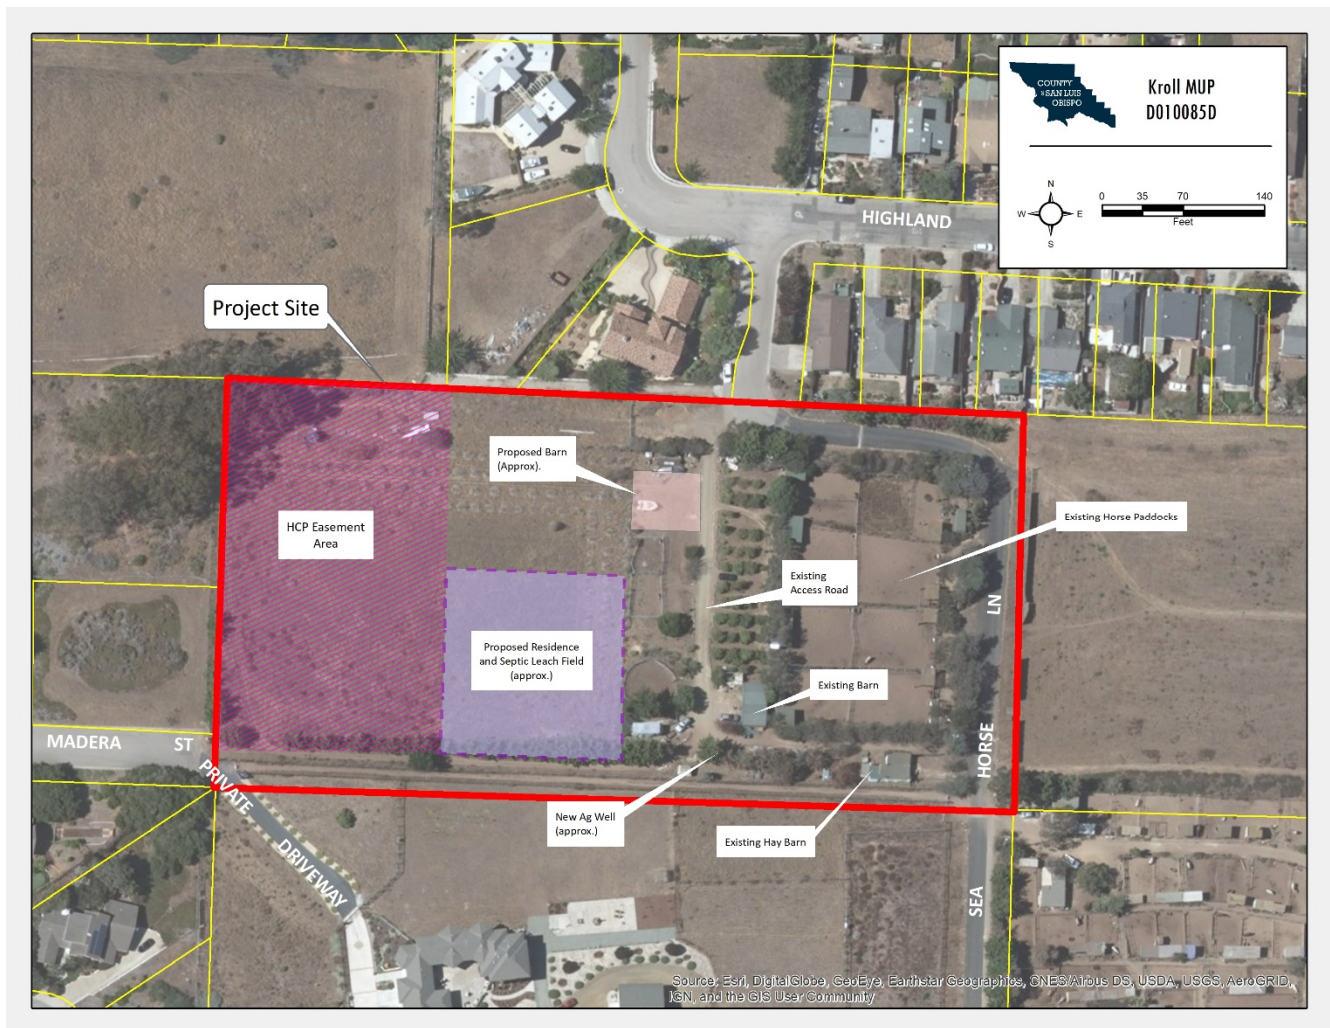 COUNTY
OF SAN LUIS
OBISPO
Kroll MUP
D010085D
N
W
E
S
0
35
70
140
Feet
HIGHLAND
Project Site
Proposed Barn
(Approx).
HCP Easement
Area
Existing Horse Paddocks
Existing
Access Road
LN
Proposed Residence
and Septic Leach Field
(approx.)
Existing Barn
MADERA ST
HORSE
PRIVATE
DRIVEWAY
New Ag Well
(approx.)
Existing Hay Barn
SEA
Source: Esri, DigitalGlobe, GeoEye, Earthstar Geographics, CNES/Airbus DS, USDA, USGS, AeroGRID,
IGN, and the GIS User Community